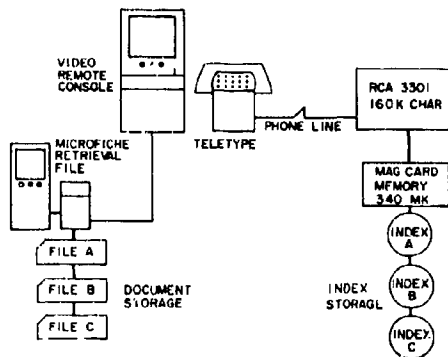 VIDEO
REMOTE
CONSOLE
TELETYPE
PHONE LINE
RCA 3301
160K CHAR
MICROFICHE
RETRIEVAL
FILE
MAG CARD
MEMORY
340 MK
FILE A
FILE B
FILE C
DOCUMENT
STORAGE
INDEX
A
INDEX
B
INDEX
C
INDEX
STORAGE